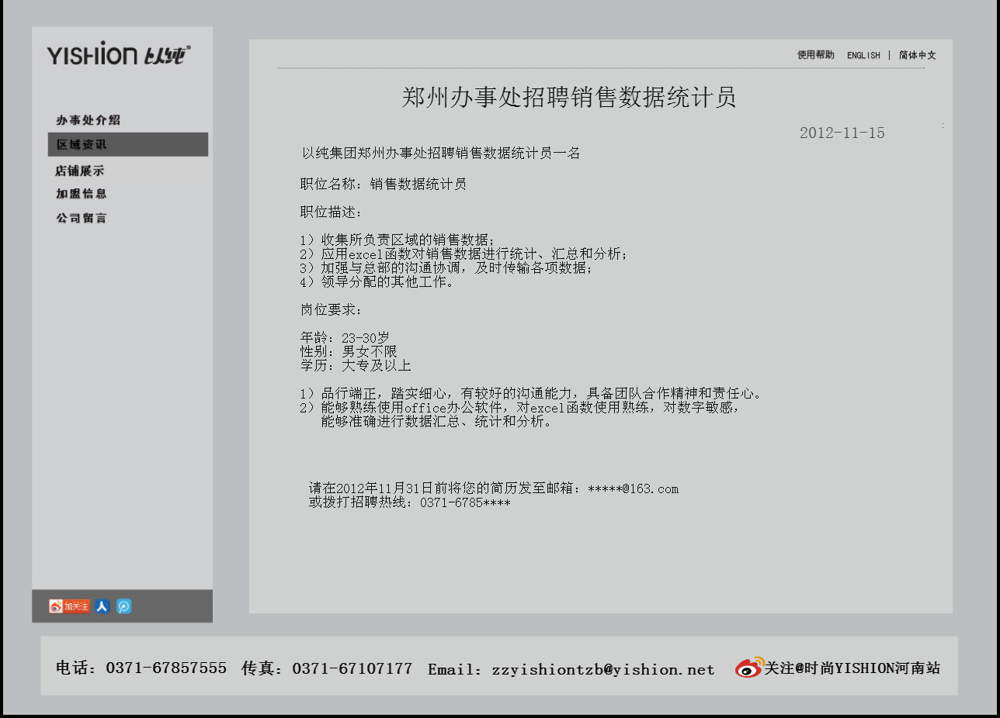 YISHION 以纯®
办事处介绍
区域资讯
店铺展示
加盟信息
公司留言
加关注
使用帮助 ENGLISH | 简体中文
郑州办事处招聘销售数据统计员
2012-11-15
以纯集团郑州办事处招聘销售数据统计员一名
职位名称：销售数据统计员
职位描述：
1）收集所负责区域的销售数据；
2）应用excel函数对销售数据进行统计、汇总和分析；
3）加强与总部的沟通协调，及时传输各项数据；
4）领导分配的其他工作。
岗位要求：
年龄：23-30岁
性别：男女不限
学历：大专及以上
1）品行端正，踏实细心，有较好的沟通能力，具备团队合作精神和责任心。
2）能够熟练使用office办公软件，对excel函数使用熟练，对数字敏感，
能够准确进行数据汇总、统计和分析。
请在2012年11月31日前将您的简历发至邮箱：*****@163.com
或拨打招聘热线：0371-6785****
电话：0371-67857555 传真：0371-67107177 Email：zzyishiontzb@yishion.net 关注@时尚YISHION河南站